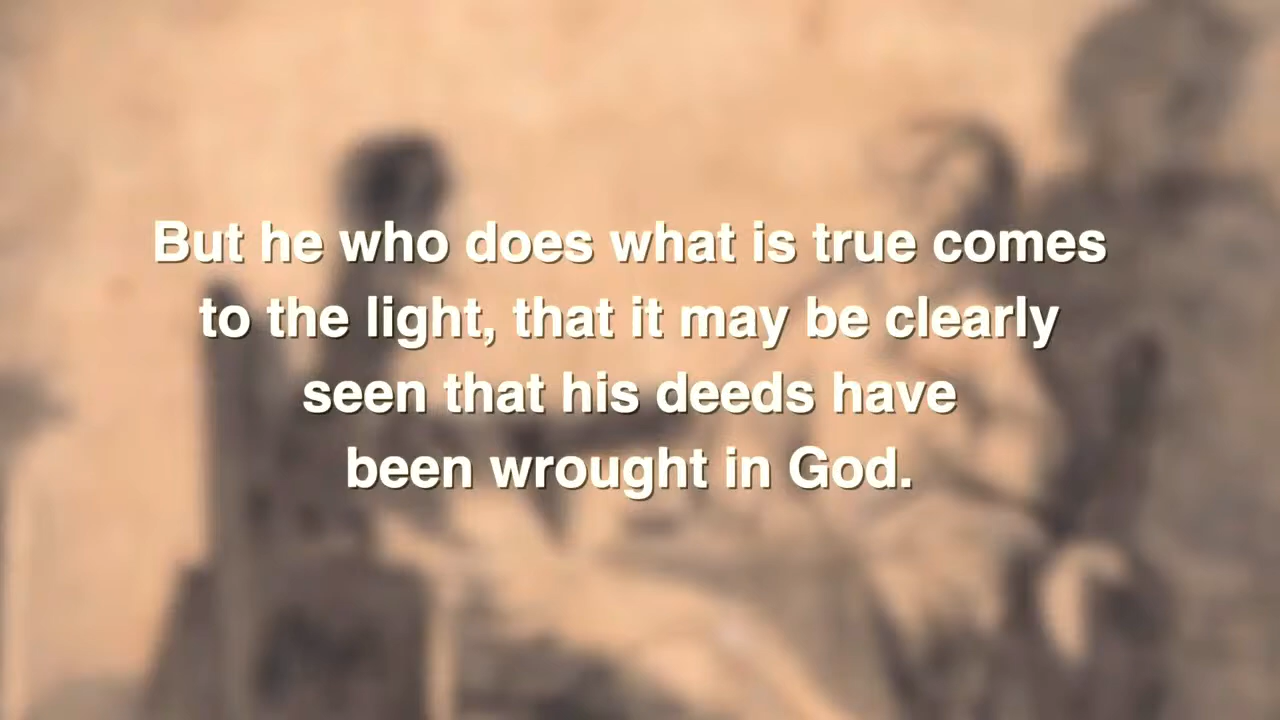 But he who does what is true comes
to the light, that it may be clearly
seen that his deeds have
been wrought in God.